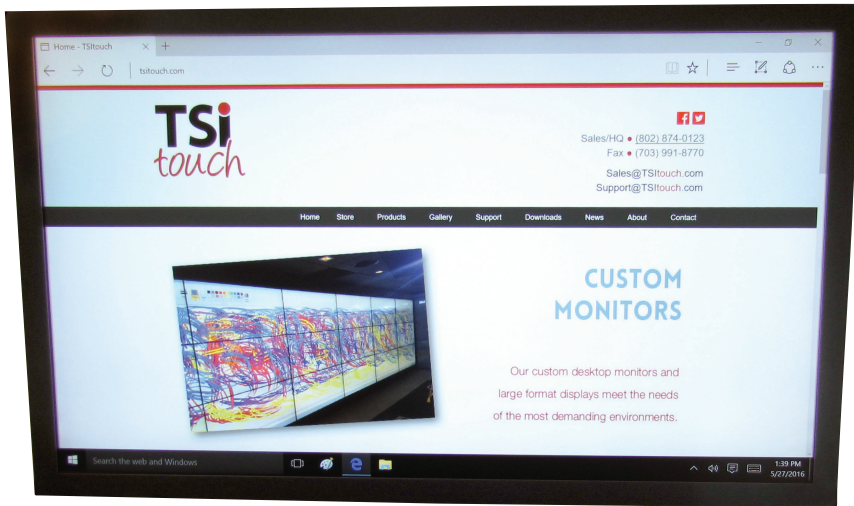 Home - TSItouch
tsitouch.com
TSi
touch
Sales/HQ • (802) 874-0123
Fax • (703) 991-8770
Sales@TSItouch.com
Support@TSItouch.com
Home Store Products Gallery Support Downloads News About Contact
CUSTOM
MONITORS
Our custom desktop monitors and
large format displays meet the needs
of the most demanding environments.
Search the web and Windows
1:39 PM
5/27/2016